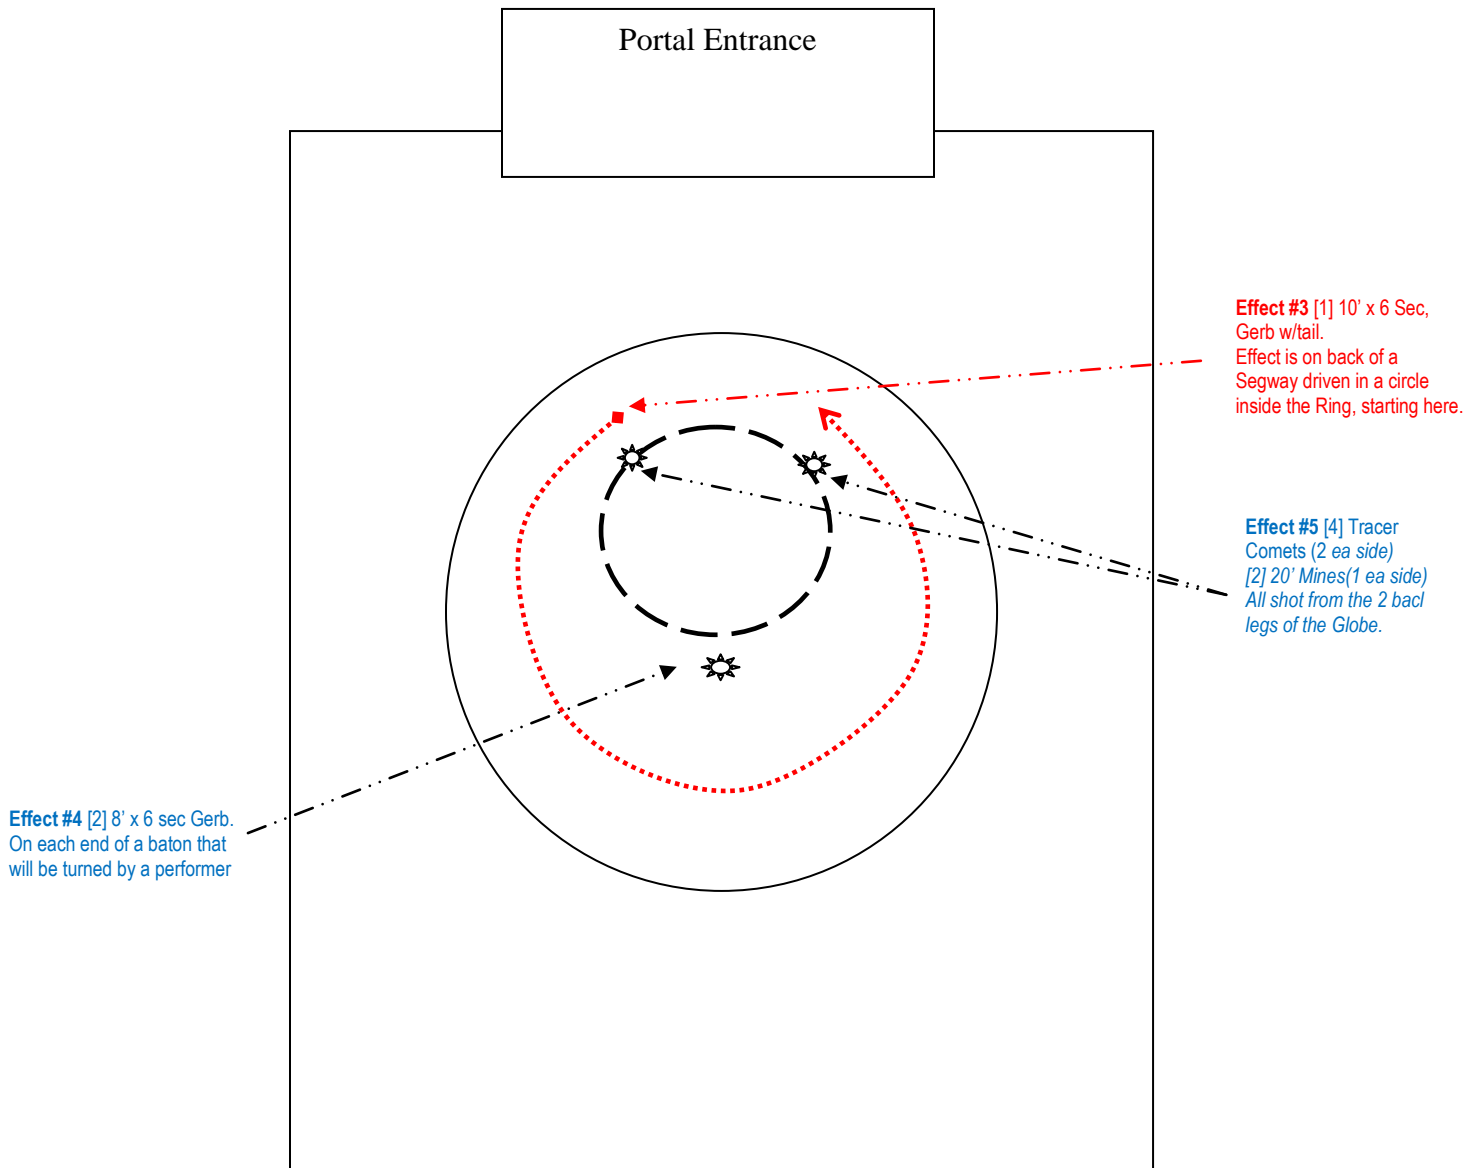 Portal Entrance
Effect #3 [1] 10’ x 6 Sec,
Gerb w/tail.
Effect is on back of a
Segway driven in a circle
inside the Ring, starting here.
Effect #5 [4] Tracer
Comets (2 ea side)
[2] 20’ Mines(1 ea side)
All shot from the 2 bacl
legs of the Globe.
Effect #4 [2] 8’ x 6 sec Gerb.
On each end of a baton that
will be turned by a performer